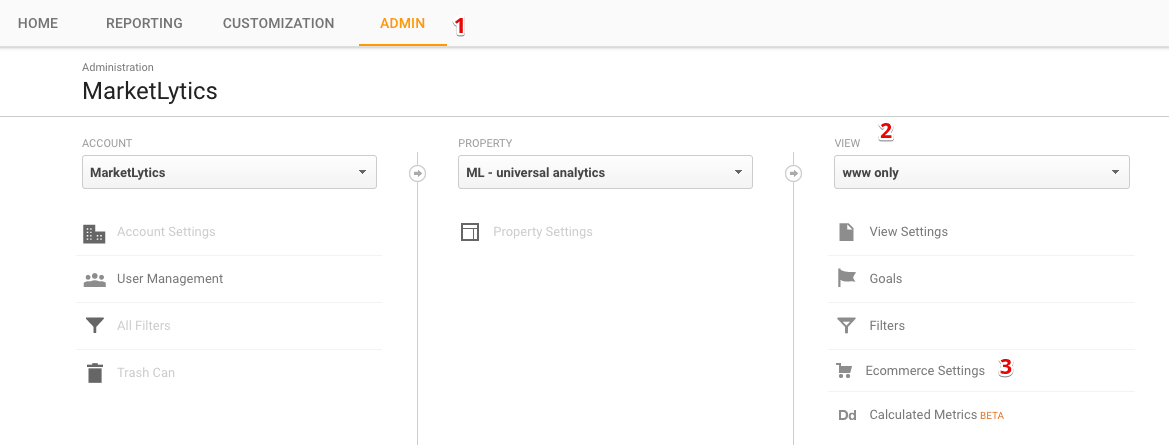 HOME REPORTING CUSTOMIZATION ADMIN 1
Administration
MarketLytics
2
ACCOUNT PROPERTY VIEW
MarketLytics ML - universal analytics www only
Account Settings Property Settings View Settings
User Management Goals
All Filters Filters
Trash Can Ecommerce Settings 3
Dd Calculated Metrics BETA